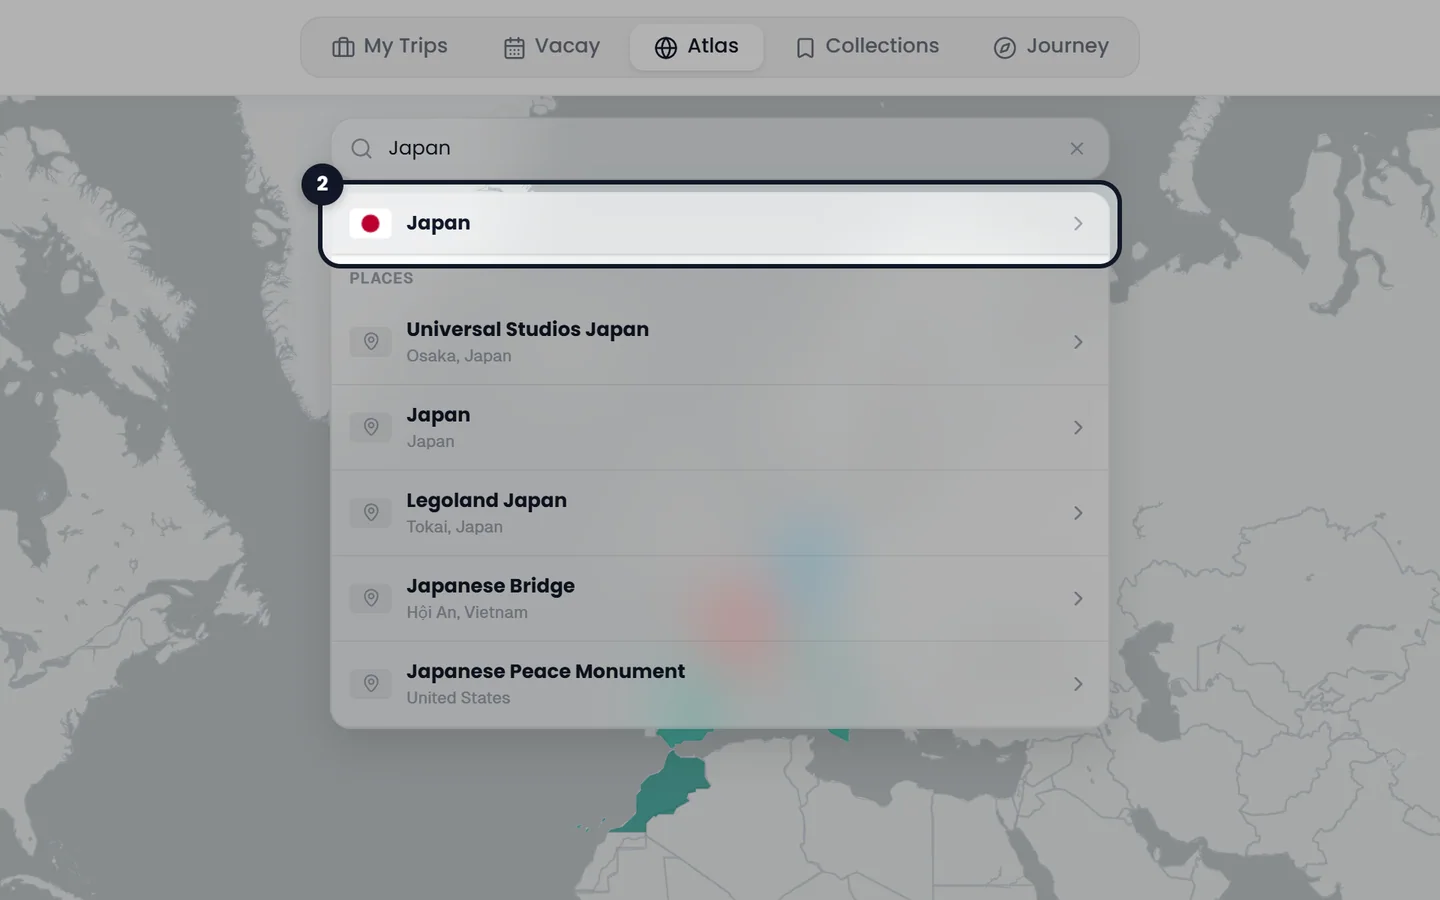 My Trips
Vacay
Atlas
Collections
Journey
Japan
2
Japan
PLACES
Universal Studios Japan
Osaka, Japan
Japan
Japan
Legoland Japan
Tokai, Japan
Japanese Bridge
Hội An, Vietnam
Japanese Peace Monument
United States